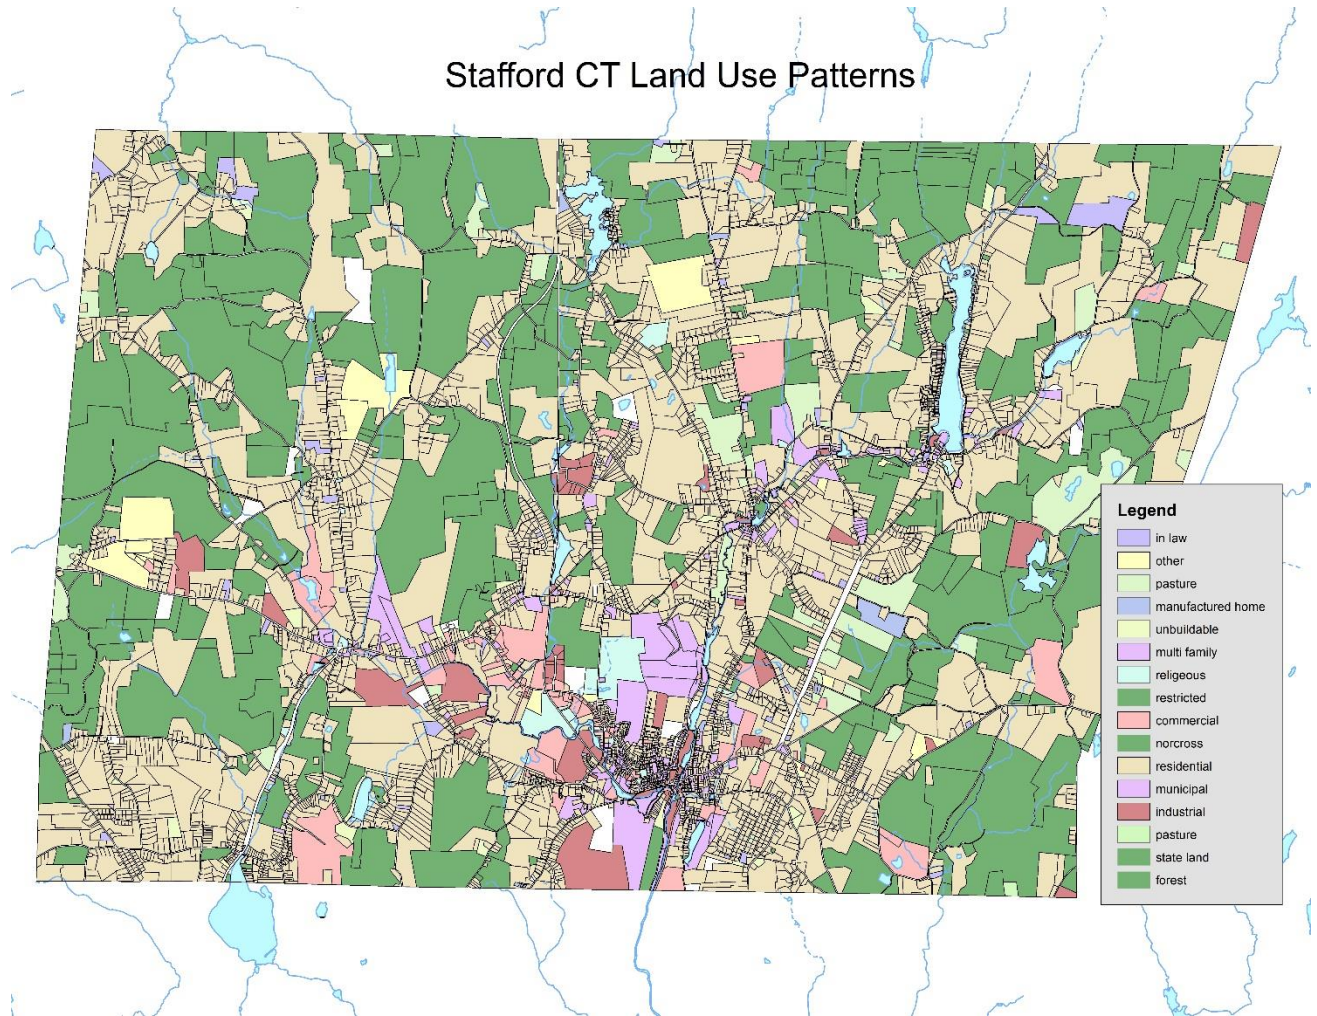 Stafford CT Land Use Patterns
Legend
in law
other
pasture
manufactured home
unbuildable
multi family
religeous
restricted
commercial
norcross
residential
municipal
industrial
pasture
state land
forest